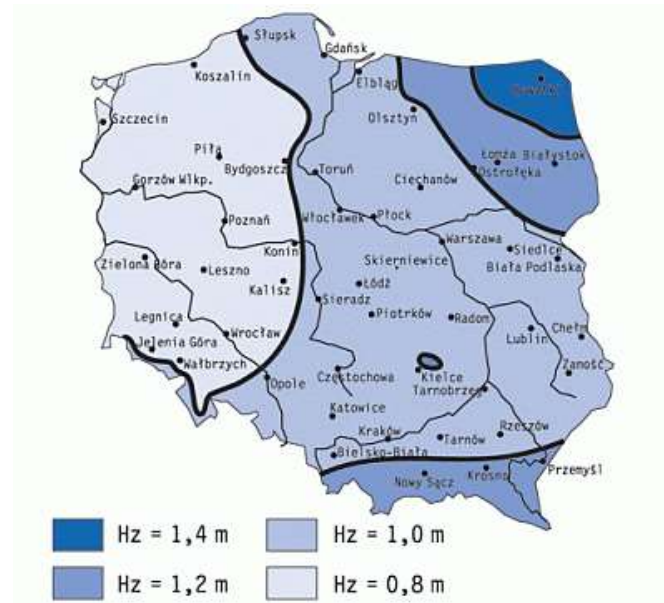 Słupsk
Gdańsk
Koszalin
Elbląg
Suwałki
Szczecin
Olsztyn
Piła
Bydgoszcz
Toruń
Łomża Białystok
Ostrołęka
Gorzów Wlkp.
Ciechanów
Poznań
Włocławek
Płock
Konin
Warszawa
Siedlce
Zielona Góra
Leszno
Skierniewice
Biała Podlaska
Kalisz
Łódź
Sieradz
Legnica
Piotrków
Radom
Jelenia Góra
Wrocław
Lublin
Chełm
Wałbrzych
Opole
Częstochowa
Kielce
Zamość
Tarnobrzeg
Katowice
Kraków
Tarnów
Rzeszów
Bielsko-Biała
Nowy Sącz
Krosno
Przemyśl
Hz = 1,4 m
Hz = 1,0 m
Hz = 1,2 m
Hz = 0,8 m